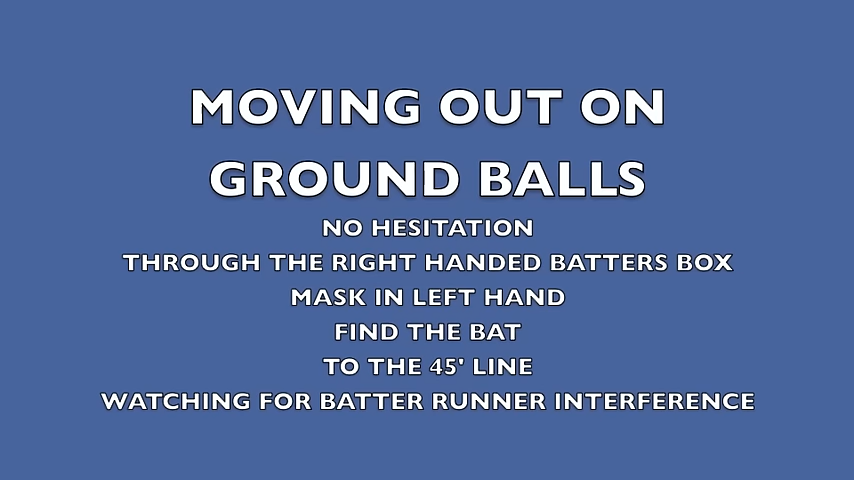 MOVING OUT ON
GROUND BALLS
NO HESITATION
THROUGH THE RIGHT HANDED BATTERS BOX
MASK IN LEFT HAND
FIND THE BAT
TO THE 45' LINE
WATCHING FOR BATTER RUNNER INTERFERENCE